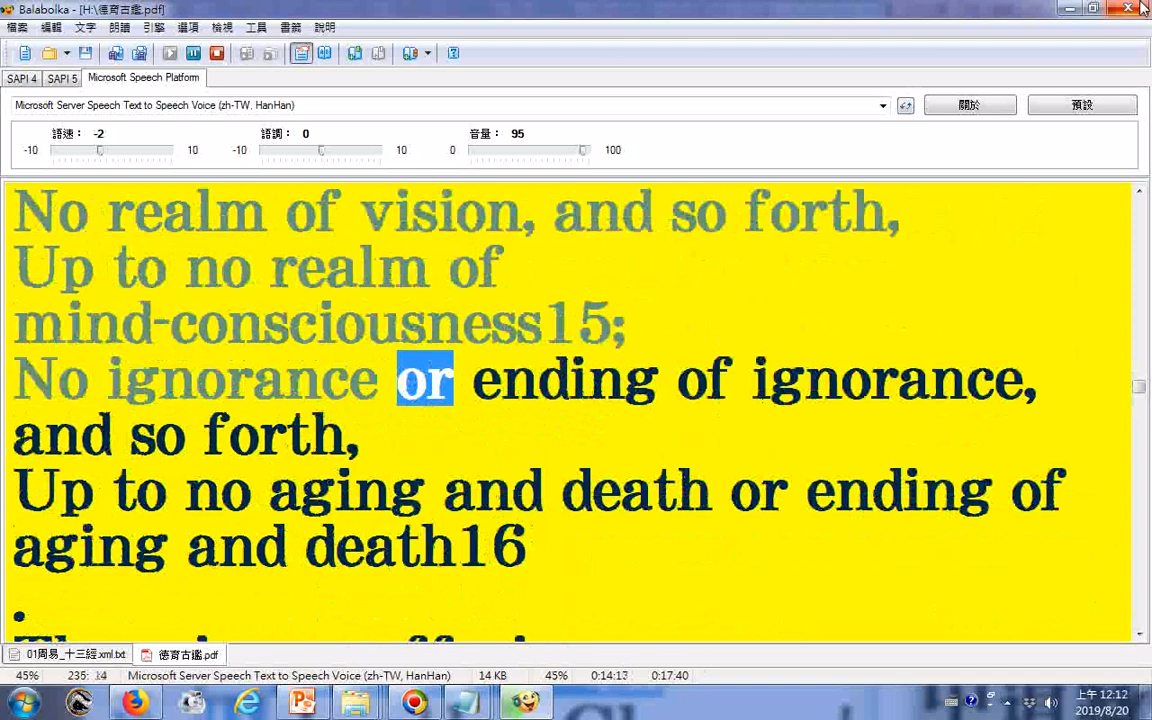 Balabolka - [H:\德育古鑑.pdf]
檔案 編輯 文字 朗讀 引擎 選項 檢視 工具 書籤 說明
SAPI 4 SAPI 5 Microsoft Speech Platform
Microsoft Server Speech Text to Speech Voice (zh-TW, HanHan) 關於 預設
語速： -2 語調： 0 音量： 95
-10 10 -10 10 0 100
No realm of vision, and so forth,
Up to no realm of
mind-consciousness15;
No ignorance or ending of ignorance,
and so forth,
Up to no aging and death or ending of
aging and death16
.
01周易_十三經.xml.txt 德育古鑑.pdf
45% 235: 14 Microsoft Server Speech Text to Speech Voice (zh-TW, HanHan) 14 KB 45% 0:14:13 0:17:40
上午 12:12
2019/8/20